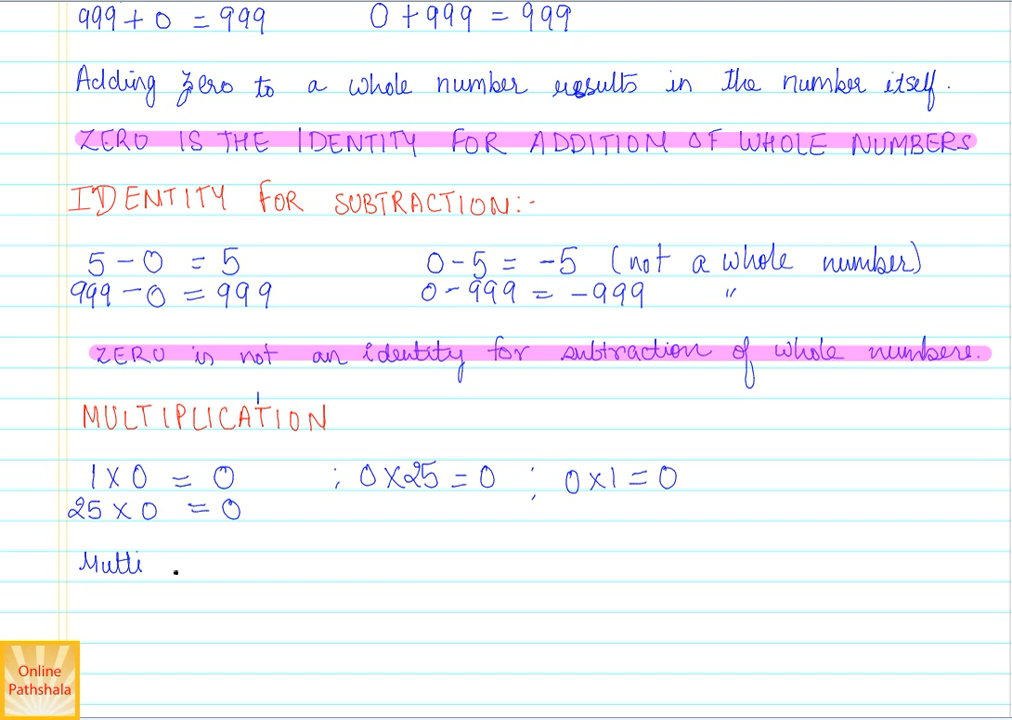 999 + 0 = 999 0 + 999 = 999
Adding zero to a whole number results in the number itself.
ZERO IS THE IDENTITY FOR ADDITION OF WHOLE NUMBERS
IDENTITY FOR SUBTRACTION:-
5 - 0 = 5 0 - 5 = -5 (not a whole number)
999 - 0 = 999 0 - 999 = -999 "
ZERO is not an identity for subtraction of whole numbers.
MULTIPLICATION
1 x 0 = 0 ; 0 x 25 = 0 ; 0 x 1 = 0
25 x 0 = 0
Multi
Online
Pathshala